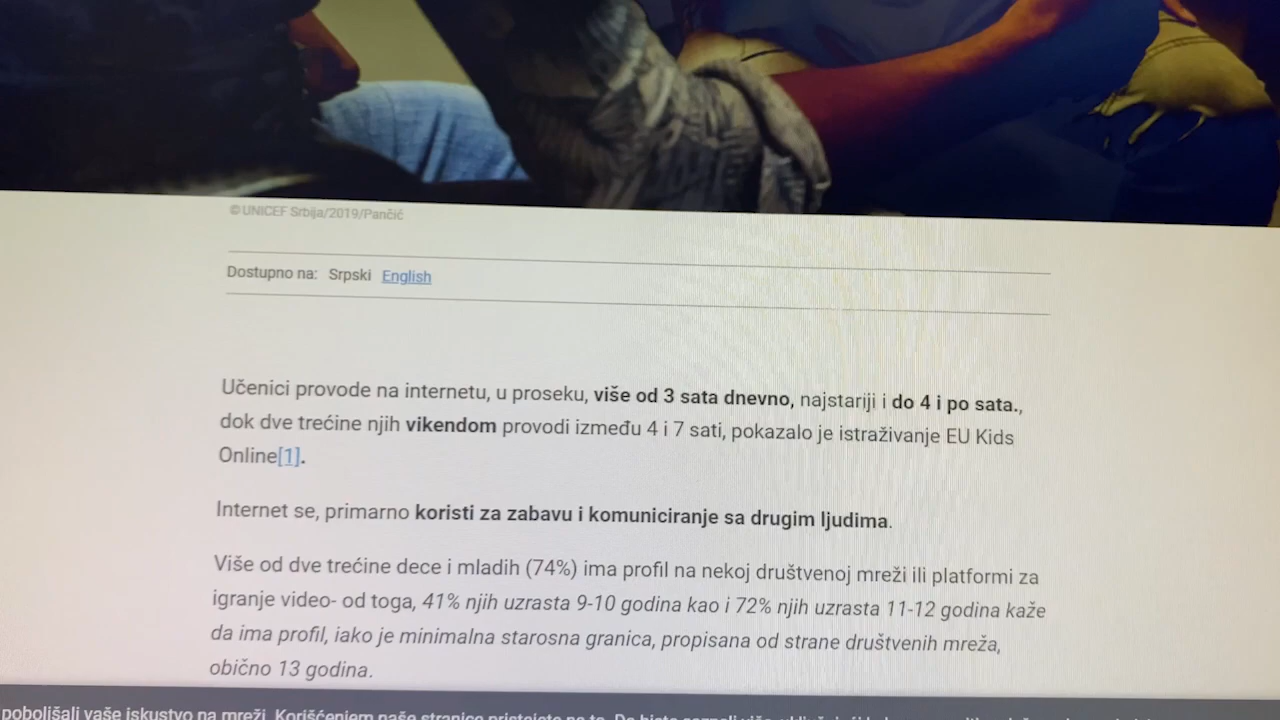 © UNICEF Srbija/2019/Pančić
Dostupno na: Srpski English
Učenici provode na internetu, u proseku, više od 3 sata dnevno, najstariji i do 4 i po sata.,
dok dve trećine njih vikendom provodi između 4 i 7 sati, pokazalo je istraživanje EU Kids
Online[1].
Internet se, primarno koristi za zabavu i komuniciranje sa drugim ljudima.
Više od dve trećine dece i mladih (74%) ima profil na nekoj društvenoj mreži ili platformi za
igranje video- od toga, 41% njih uzrasta 9-10 godina kao i 72% njih uzrasta 11-12 godina kaže
da ima profil, iako je minimalna starosna granica, propisana od strane društvenih mreža,
obično 13 godina.
poboljšali vaše iskustvo na mreži. Korišćenjem naše stranice pristajete na to. Da biste